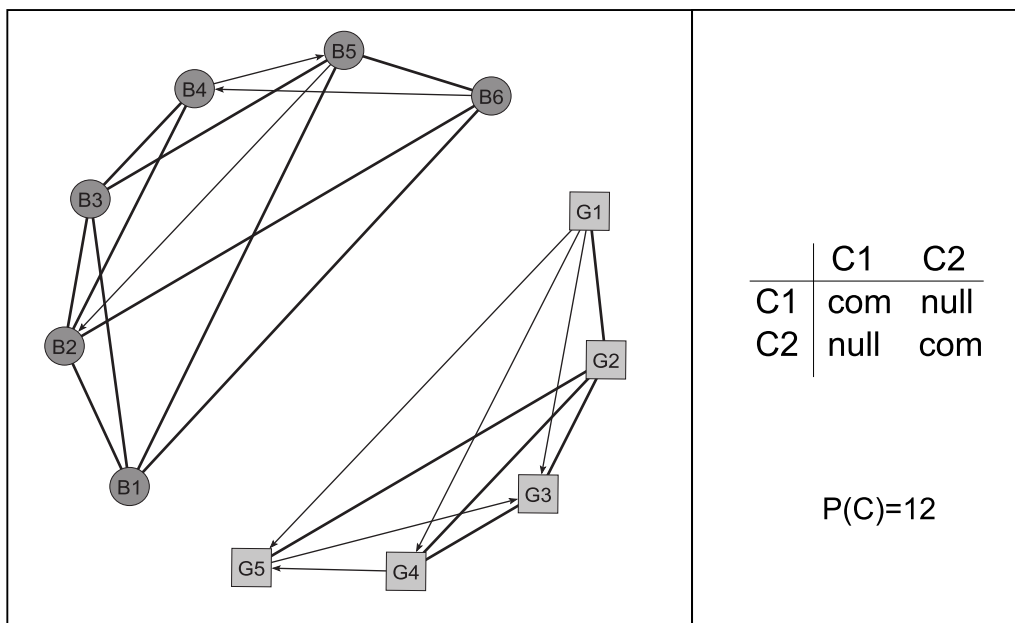 B5
B4
B6
B3
G1
B2
G2
B1
G3
G5
G4
C1 C2
C1 com null
C2 null com
P(C)=12